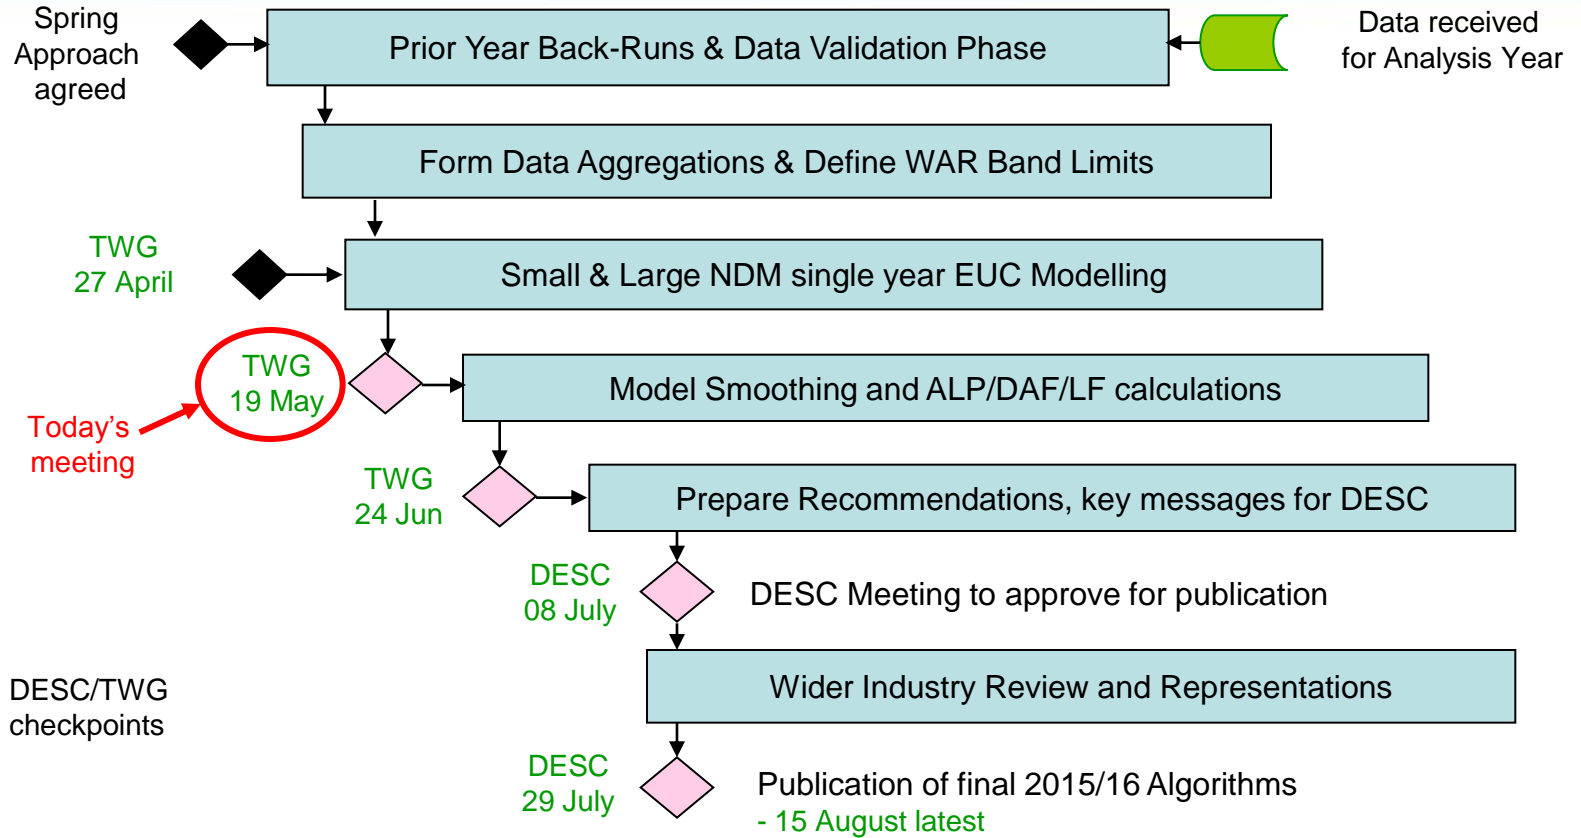 Spring
Approach
agreed
Prior Year Back-Runs & Data Validation Phase
Data received
for Analysis Year
Form Data Aggregations & Define WAR Band Limits
TWG
27 April
Small & Large NDM single year EUC Modelling
TWG
19 May
Model Smoothing and ALP/DAF/LF calculations
Today's
meeting
TWG
24 Jun
Prepare Recommendations, key messages for DESC
DESC
08 July
DESC Meeting to approve for publication
DESC/TWG
checkpoints
Wider Industry Review and Representations
DESC
29 July
Publication of final 2015/16 Algorithms
- 15 August latest